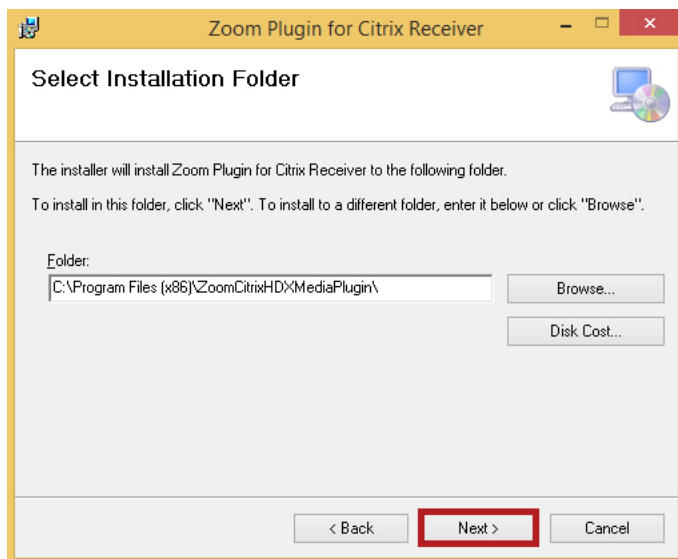 Zoom Plugin for Citrix Receiver
Select Installation Folder
The installer will install Zoom Plugin for Citrix Receiver to the following folder.
To install in this folder, click "Next". To install to a different folder, enter it below or click "Browse".
Folder:
C:\Program Files (x86)\ZoomCitrixHDXMediaPlugin\
Browse...
Disk Cost...
< Back
Next >
Cancel